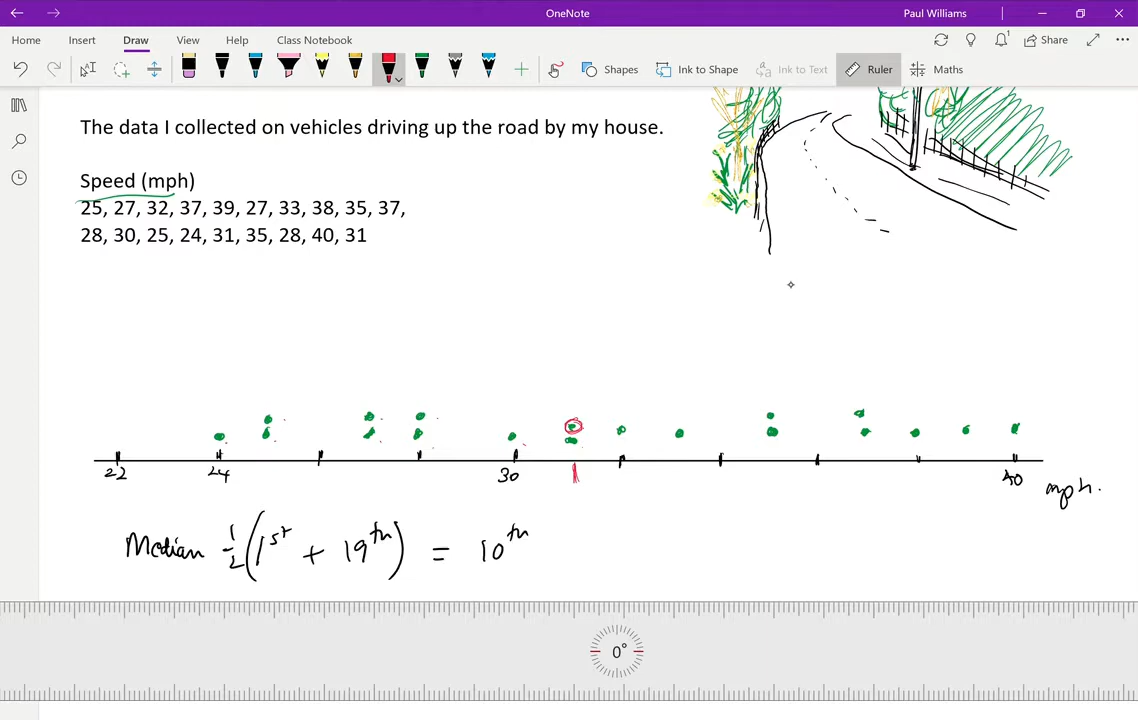 OneNote
Paul Williams
Home Insert Draw View Help Class Notebook
Share
Shapes Ink to Shape Ink to Text Ruler Maths
The data I collected on vehicles driving up the road by my house.
Speed (mph)
25, 27, 32, 37, 39, 27, 33, 38, 35, 37,
28, 30, 25, 24, 31, 35, 28, 40, 31
22 24 30 40 mph.
Median 1/2 (1st + 19th) = 10th
0°